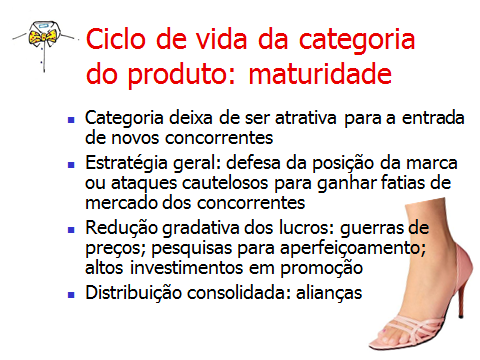 Ciclo de vida da categoria
do produto: maturidade
Categoria deixa de ser atrativa para a entrada
de novos concorrentes
Estratégia geral: defesa da posição da marca
ou ataques cautelosos para ganhar fatias de
mercado dos concorrentes
Redução gradativa dos lucros: guerras de
preços; pesquisas para aperfeiçoamento;
altos investimentos em promoção
Distribuição consolidada: alianças